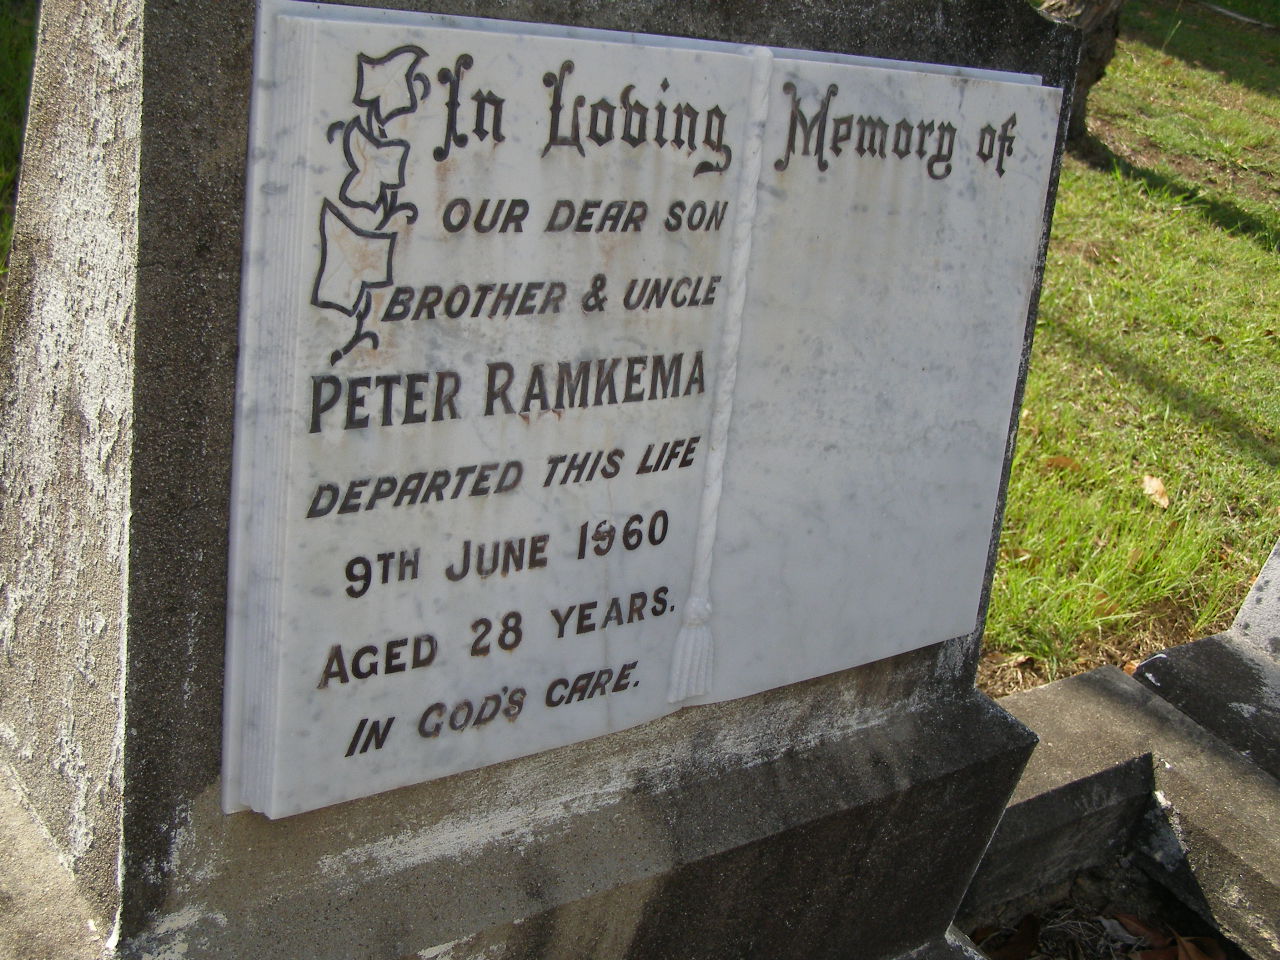 In Loving Memory of
OUR DEAR SON
BROTHER & UNCLE
PETER RAMKEMA
DEPARTED THIS LIFE
9TH JUNE 1960
AGED 28 YEARS.
IN GOD'S CARE.